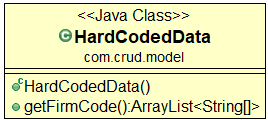 <<Java Class>>
HardCodedData
com.crud.model
HardCodedData()
getFirmCode():ArrayList<String[]>